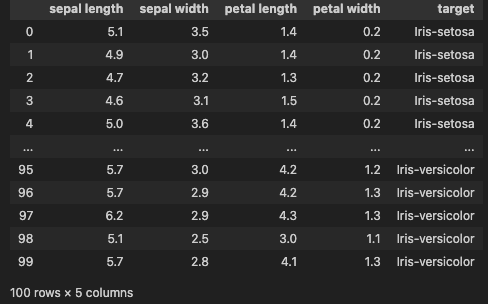 sepal length sepal width petal length petal width target
0 5.1 3.5 1.4 0.2 Iris-setosa
1 4.9 3.0 1.4 0.2 Iris-setosa
2 4.7 3.2 1.3 0.2 Iris-setosa
3 4.6 3.1 1.5 0.2 Iris-setosa
4 5.0 3.6 1.4 0.2 Iris-setosa
... ... ... ... ... ...
95 5.7 3.0 4.2 1.2 Iris-versicolor
96 5.7 2.9 4.2 1.3 Iris-versicolor
97 6.2 2.9 4.3 1.3 Iris-versicolor
98 5.1 2.5 3.0 1.1 Iris-versicolor
99 5.7 2.8 4.1 1.3 Iris-versicolor
100 rows × 5 columns